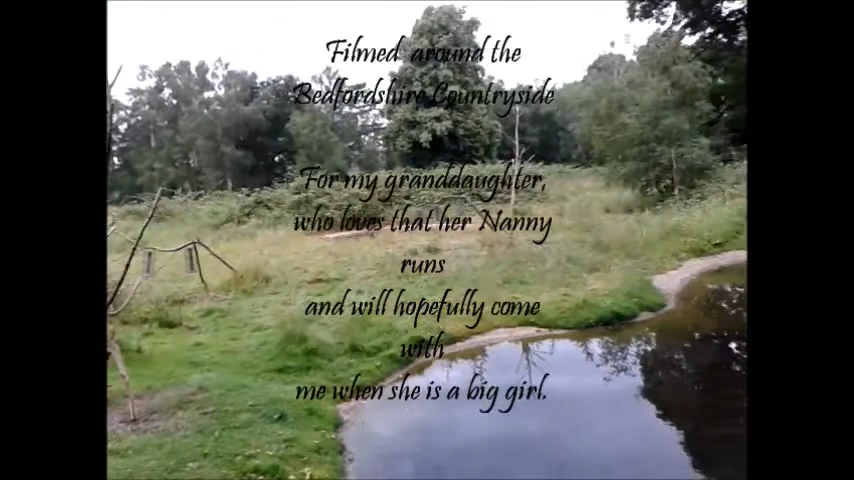 Filmed around the
Bedfordshire Countryside
For my granddaughter,
who loves that her Nanny
runs
and will hopefully come
with
me when she is a big girl.